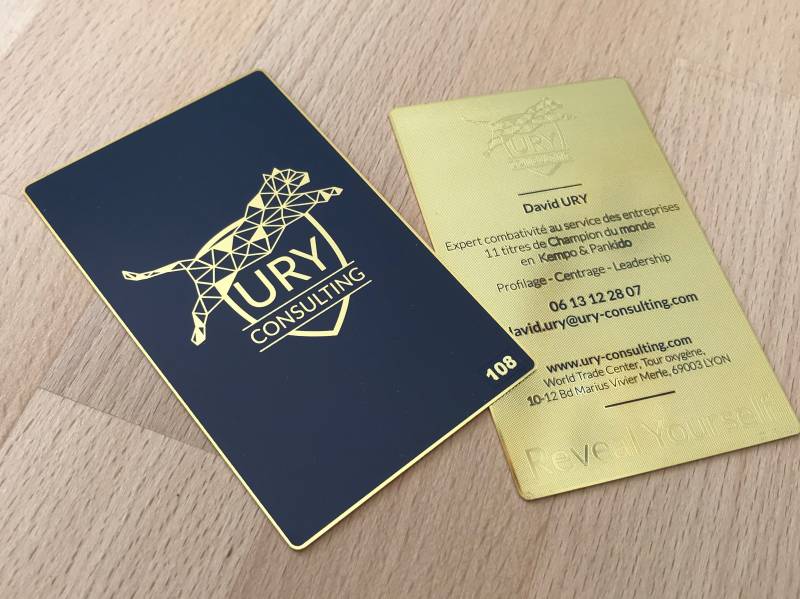 URY
CONSULTING
108
URY
David URY
Expert combativité au service des entreprises
11 titres de Champion du monde
en Kempo & Pankido
Profilage - Centrage - Leadership
06 13 12 28 07
david.ury@ury-consulting.com
www.ury-consulting.com
World Trade Center, Tour oxygène,
10-12 Bd Marius Vivier Merle, 69003 LYON
Reveal Yourself